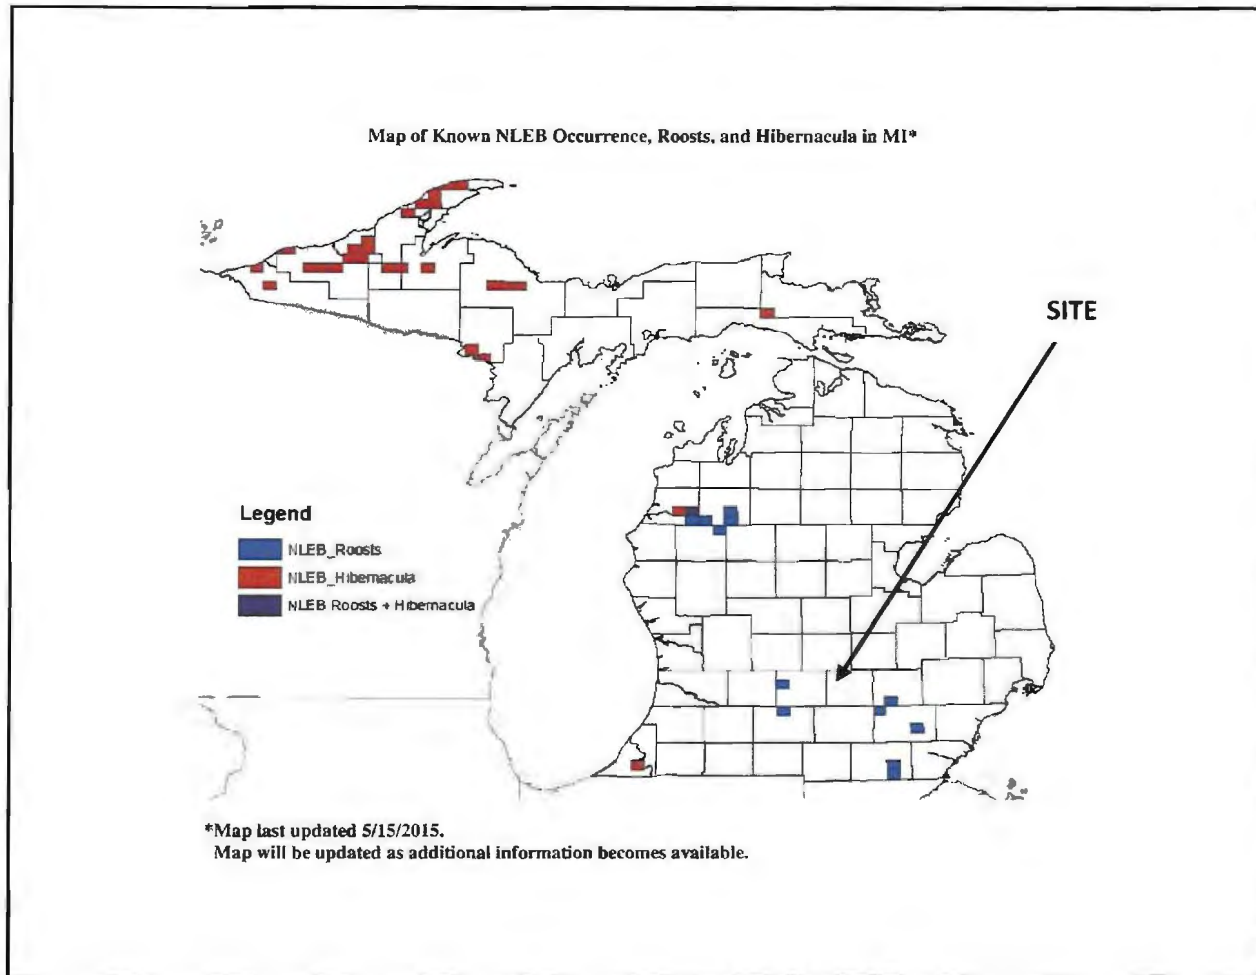 Map of Known NLEB Occurrence, Roosts, and Hibernacula in MI*
SITE
Legend
NLEB_Roosts
NLEB_Hibernacula
NLEB Roosts + Hibernacula
*Map last updated 5/15/2015.
Map will be updated as additional information becomes available.